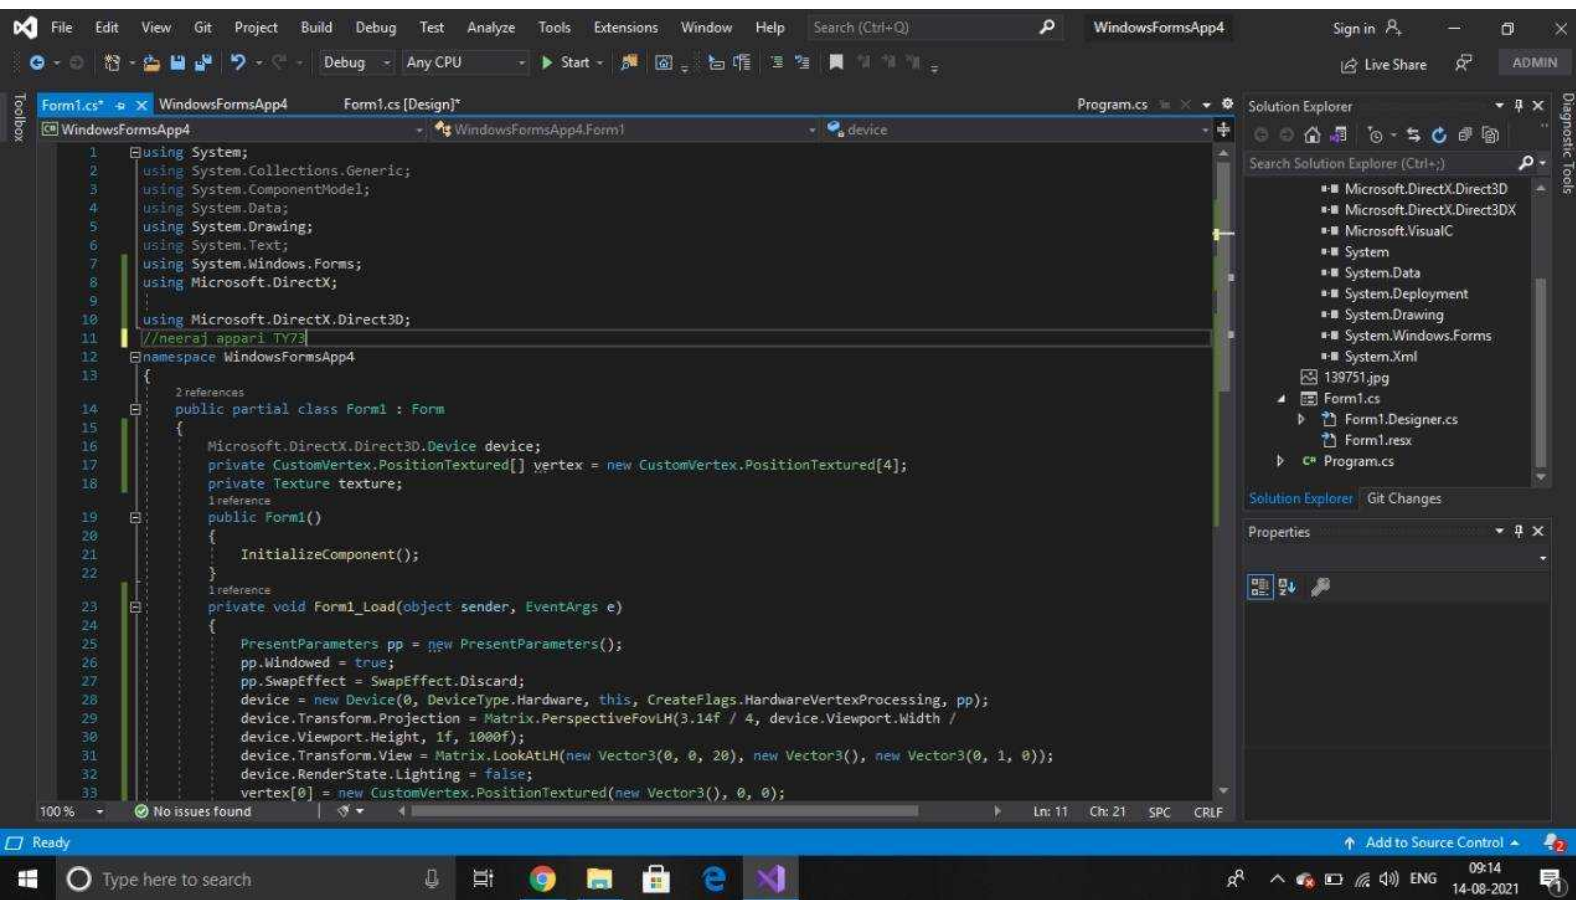 File Edit View Git Project Build Debug Test Analyze Tools Extensions Window Help Search (Ctrl+Q) WindowsFormsApp4 Sign in
Debug Any CPU Start Live Share ADMIN
Toolbox
Form1.cs* WindowsFormsApp4 Form1.cs [Design]* Program.cs
WindowsFormsApp4 WindowsFormsApp4.Form1 device
1 using System;
2 using System.Collections.Generic;
3 using System.ComponentModel;
4 using System.Data;
5 using System.Drawing;
6 using System.Text;
7 using System.Windows.Forms;
8 using Microsoft.DirectX;
9
10 using Microsoft.DirectX.Direct3D;
11 //neeraj appari TY73
12 namespace WindowsFormsApp4
13 {
2 references
14 public partial class Form1 : Form
15 {
16 Microsoft.DirectX.Direct3D.Device device;
17 private CustomVertex.PositionTextured[] vertex = new CustomVertex.PositionTextured[4];
18 private Texture texture;
1 reference
19 public Form1()
20 {
21 InitializeComponent();
22 }
1 reference
23 private void Form1_Load(object sender, EventArgs e)
24 {
25 PresentParameters pp = new PresentParameters();
26 pp.Windowed = true;
27 pp.SwapEffect = SwapEffect.Discard;
28 device = new Device(0, DeviceType.Hardware, this, CreateFlags.HardwareVertexProcessing, pp);
29 device.Transform.Projection = Matrix.PerspectiveFovLH(3.14f / 4, device.Viewport.Width /
30 device.Viewport.Height, 1f, 1000f);
31 device.Transform.View = Matrix.LookAtLH(new Vector3(0, 0, 20), new Vector3(), new Vector3(0, 1, 0));
32 device.RenderState.Lighting = false;
33 vertex[0] = new CustomVertex.PositionTextured(new Vector3(), 0, 0);
100 % No issues found Ln: 11 Ch: 21 SPC CRLF
Solution Explorer
Search Solution Explorer (Ctrl+;)
Microsoft.DirectX.Direct3D
Microsoft.DirectX.Direct3DX
Microsoft.VisualC
System
System.Data
System.Deployment
System.Drawing
System.Windows.Forms
System.Xml
139751.jpg
Form1.cs
Form1.Designer.cs
Form1.resx
C# Program.cs
Solution Explorer Git Changes
Properties
Diagnostic Tools
Ready Add to Source Control 2
Type here to search ENG 09:14
14-08-2021 1